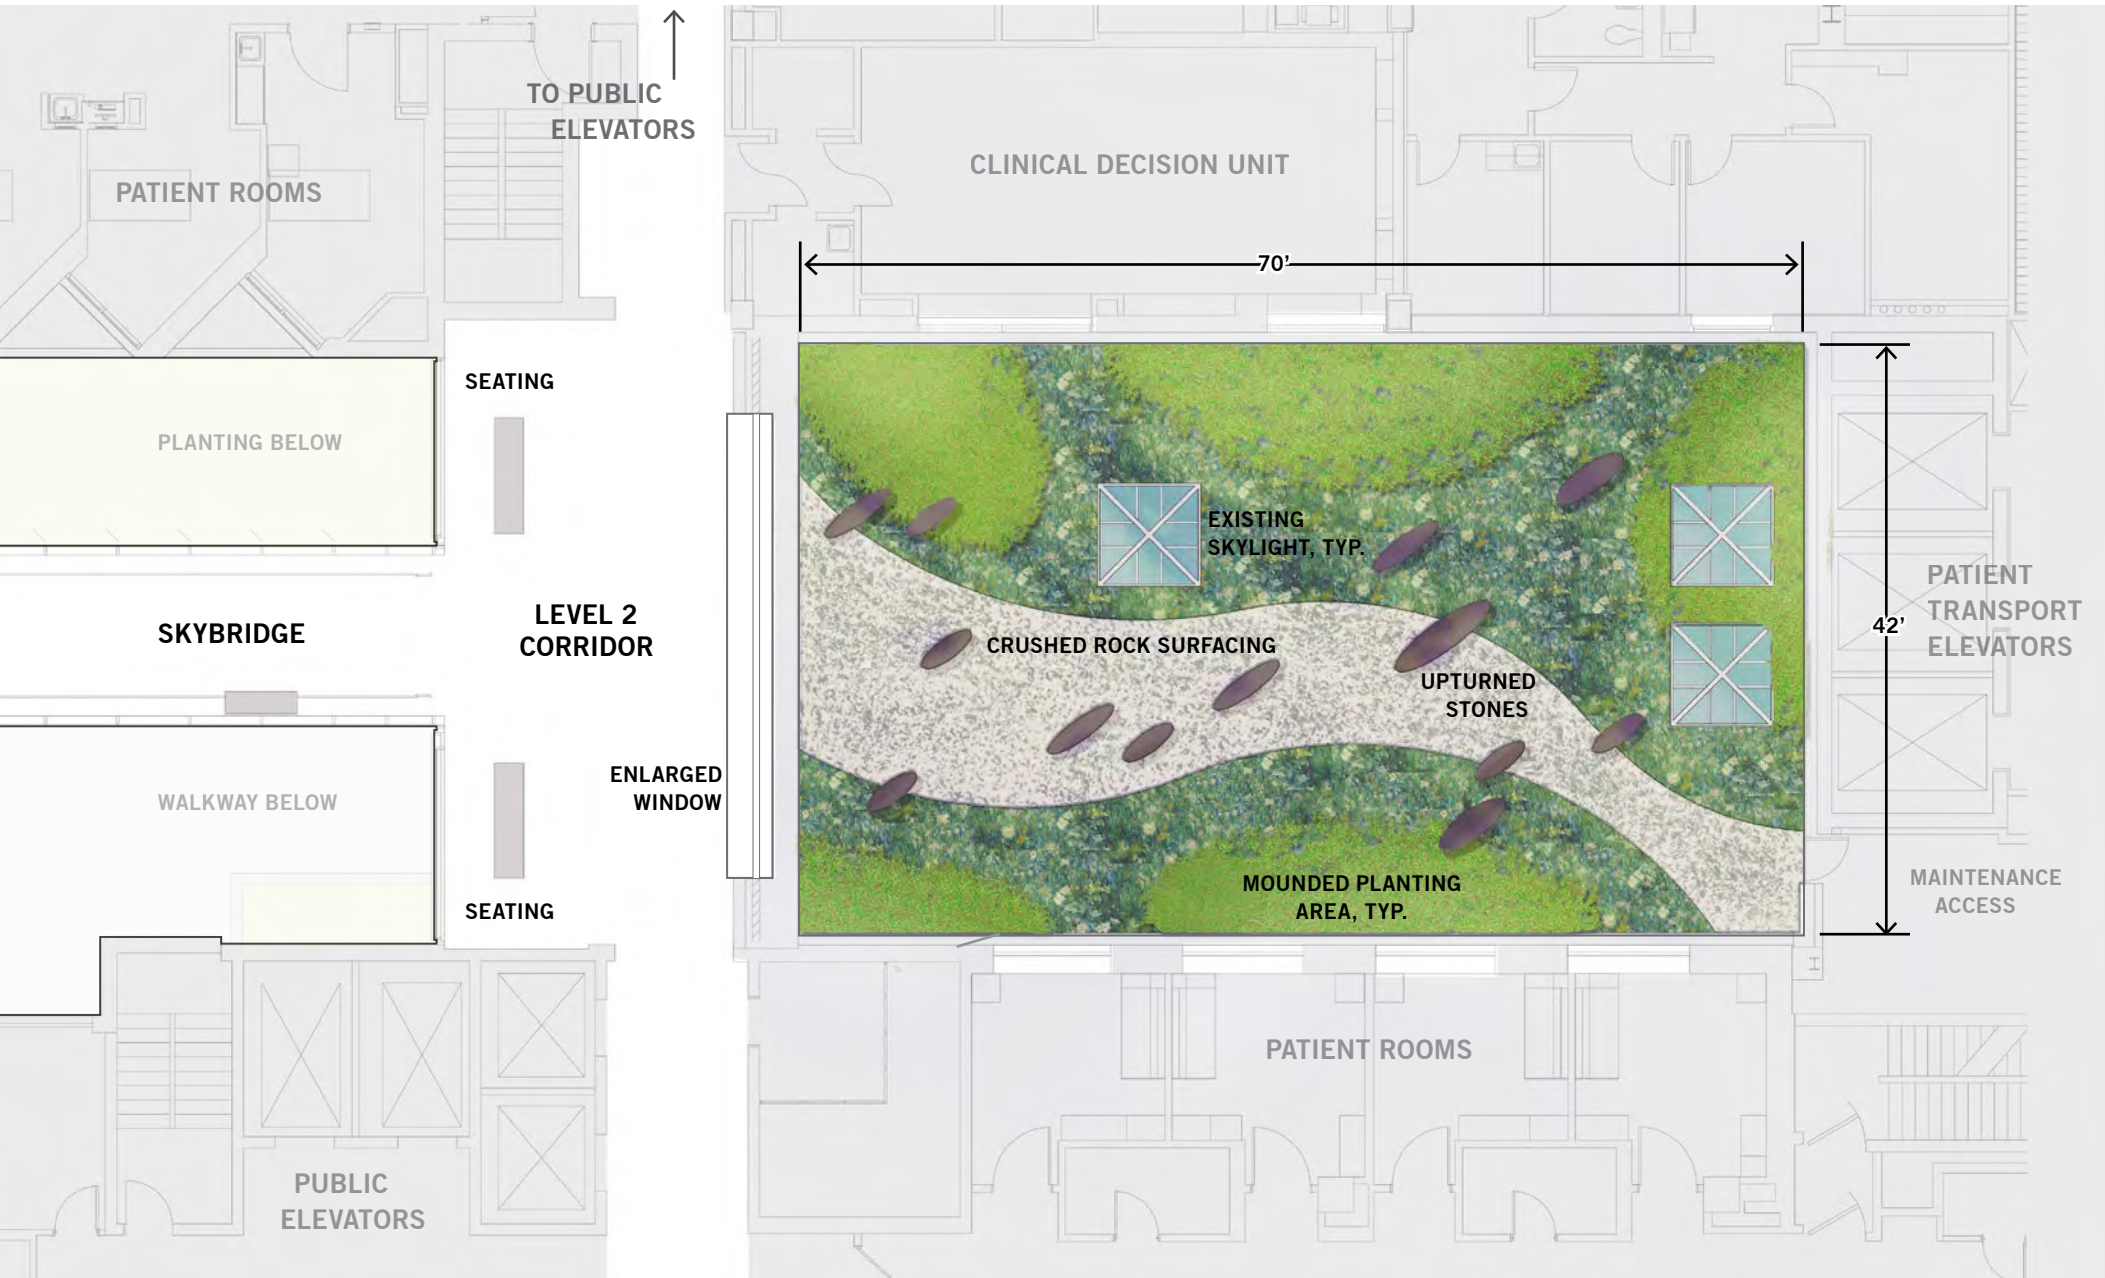 TO PUBLIC
ELEVATORS
PATIENT ROOMS
CLINICAL DECISION UNIT
70’
SEATING
PLANTING BELOW
EXISTING
SKYLIGHT, TYP.
SKYBRIDGE
LEVEL 2
CORRIDOR
CRUSHED ROCK SURFACING
UPTURNED
STONES
42’
PATIENT
TRANSPORT
ELEVATORS
ENLARGED
WINDOW
WALKWAY BELOW
SEATING
MOUNDED PLANTING
AREA, TYP.
MAINTENANCE
ACCESS
PATIENT ROOMS
PUBLIC
ELEVATORS